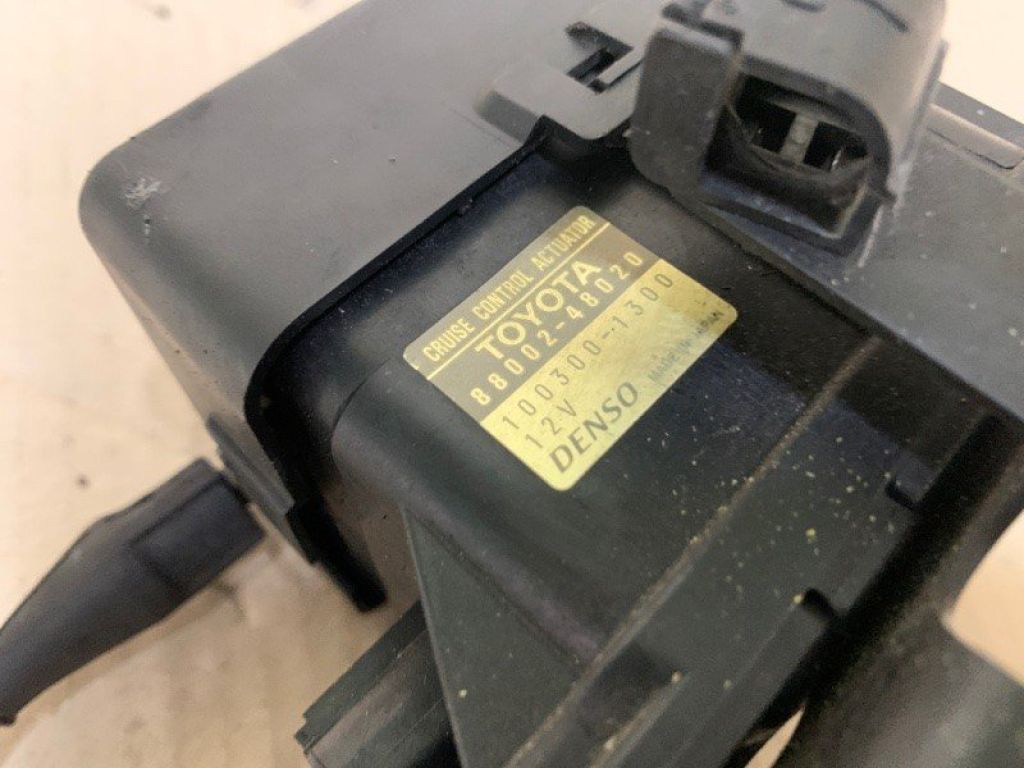 CRUISE CONTROL ACTUATOR
TOYOTA
88002-48020
100300-1300
12V
DENSO MADE IN JAPAN